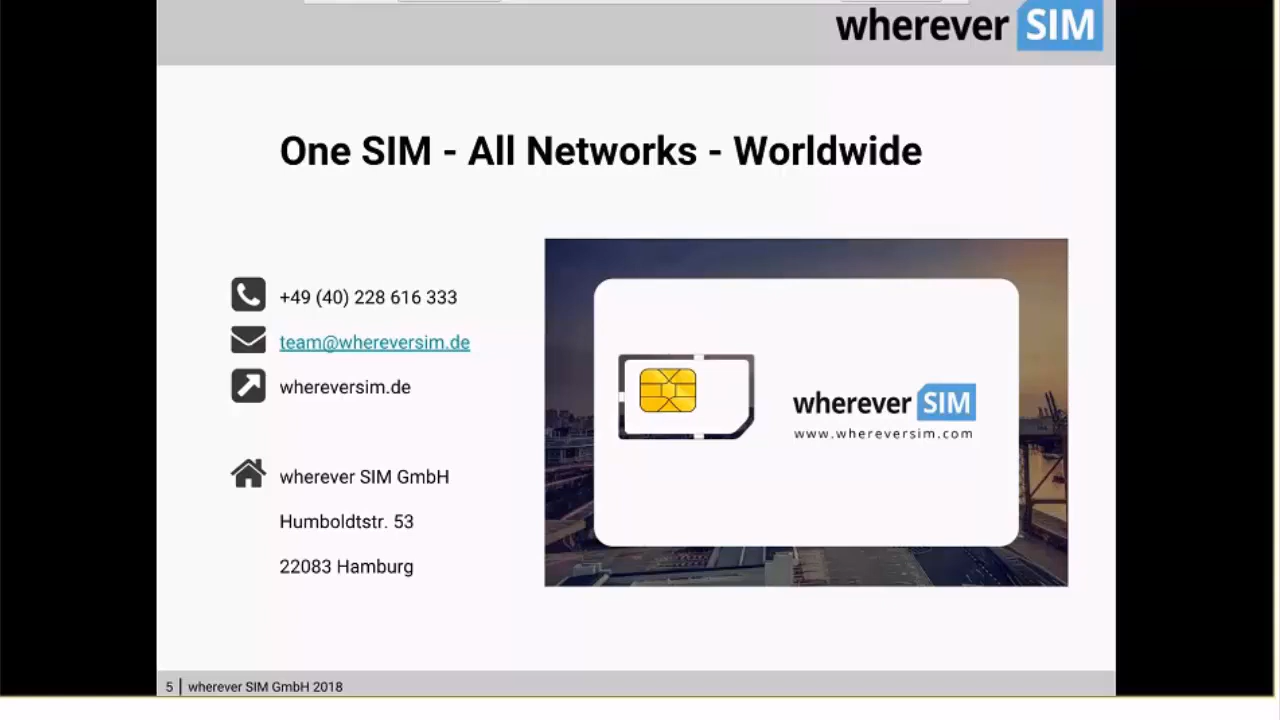 wherever SIM
One SIM - All Networks - Worldwide
+49 (40) 228 616 333
team@whereversim.de
whereversim.de
wherever SIM GmbH
Humboldtstr. 53
22083 Hamburg
wherever SIM
www.whereversim.com
5 | wherever SIM GmbH 2018